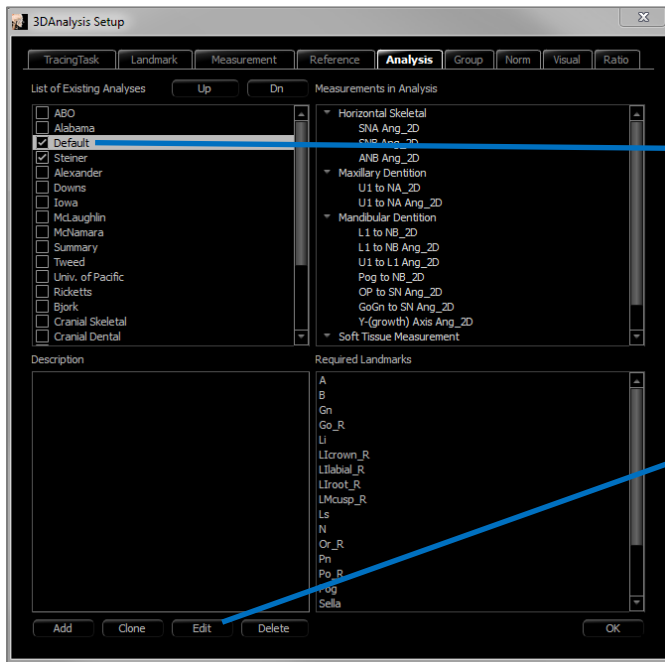 3DAnalysis Setup
TracingTask Landmark Measurement Reference Analysis Group Norm Visual Ratio
List of Existing Analyses Up Dn Measurements in Analysis
ABO
Alabama
Default
Steiner
Alexander
Downs
Iowa
McLaughlin
McNamara
Summary
Tweed
Univ. of Pacific
Ricketts
Bjork
Cranial Skeletal
Cranial Dental
Horizontal Skeletal
SNA Ang_2D
SNB Ang_2D
ANB Ang_2D
Maxillary Dentition
U1 to NA_2D
U1 to NA Ang_2D
Mandibular Dentition
L1 to NB_2D
L1 to NB Ang_2D
U1 to L1 Ang_2D
Pog to NB_2D
OP to SN Ang_2D
GoGn to SN Ang_2D
Y-(growth) Axis Ang_2D
Soft Tissue Measurement
Description
Required Landmarks
A
B
Gn
Go_R
Li
LIcrown_R
LIlabial_R
LIroot_R
LMcusp_R
Ls
N
Or_R
Pn
Po_R
Pog
Sella
Add Clone Edit Delete OK